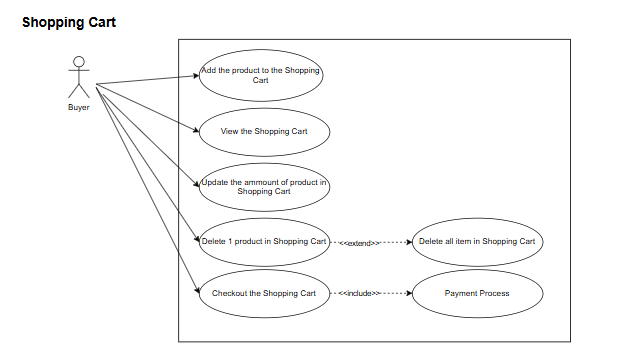 Shopping Cart
Add the product to the Shopping
Cart
Buyer
View the Shopping Cart
Update the ammount of product in
Shopping Cart
Delete 1 product in Shopping Cart
<<extend>>
Delete all item in Shopping Cart
Checkout the Shopping Cart
<<include>>
Payment Process